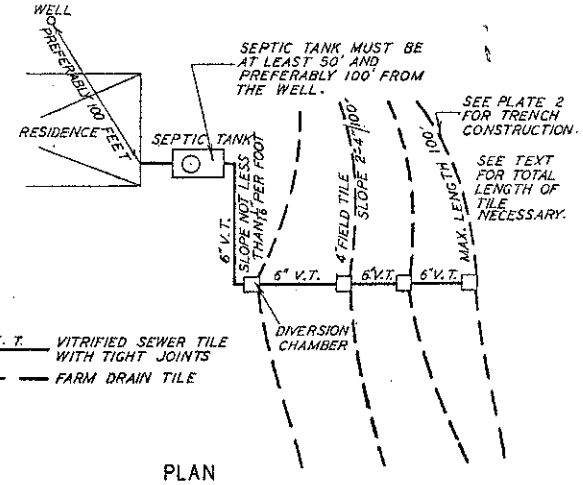 WELL
PREFERABLY 100 FEET
RESIDENCE
SEPTIC TANK
SEPTIC TANK MUST BE
AT LEAST 50' AND
PREFERABLY 100' FROM
THE WELL.
6" V.T.
SLOPE NOT LESS
THAN 1/16" PER FOOT
4" FIELD TILE
SLOPE 2"-4"/100'
MAX. LENGTH 100'
SEE PLATE 2
FOR TRENCH
CONSTRUCTION.
SEE TEXT
FOR TOTAL
LENGTH OF
TILE
NECESSARY.
6" V.T.
6" V.T.
6" V.T.
DIVERSION
CHAMBER
. T. VITRIFIED SEWER TILE
WITH TIGHT JOINTS
FARM DRAIN TILE
PLAN